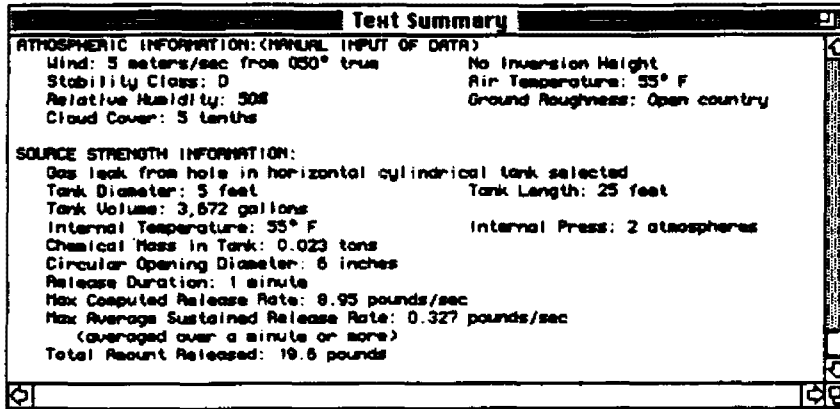 Text Summary
ATMOSPHERIC INFORMATION:(MANUAL INPUT OF DATA)
Wind: 5 meters/sec from 050° true No Inversion Height
Stability Class: D Air Temperature: 55° F
Relative Humidity: 50% Ground Roughness: Open country
Cloud Cover: 5 tenths
SOURCE STRENGTH INFORMATION:
Gas leak from hole in horizontal cylindrical tank selected
Tank Diameter: 5 feet Tank Length: 25 feet
Tank Volume: 3,672 gallons
Internal Temperature: 55° F Internal Press: 2 atmospheres
Chemical Mass in Tank: 0.023 tons
Circular Opening Diameter: 6 inches
Release Duration: 1 minute
Max Computed Release Rate: 8.95 pounds/sec
Max Average Sustained Release Rate: 0.327 pounds/sec
(averaged over a minute or more)
Total Amount Released: 19.6 pounds